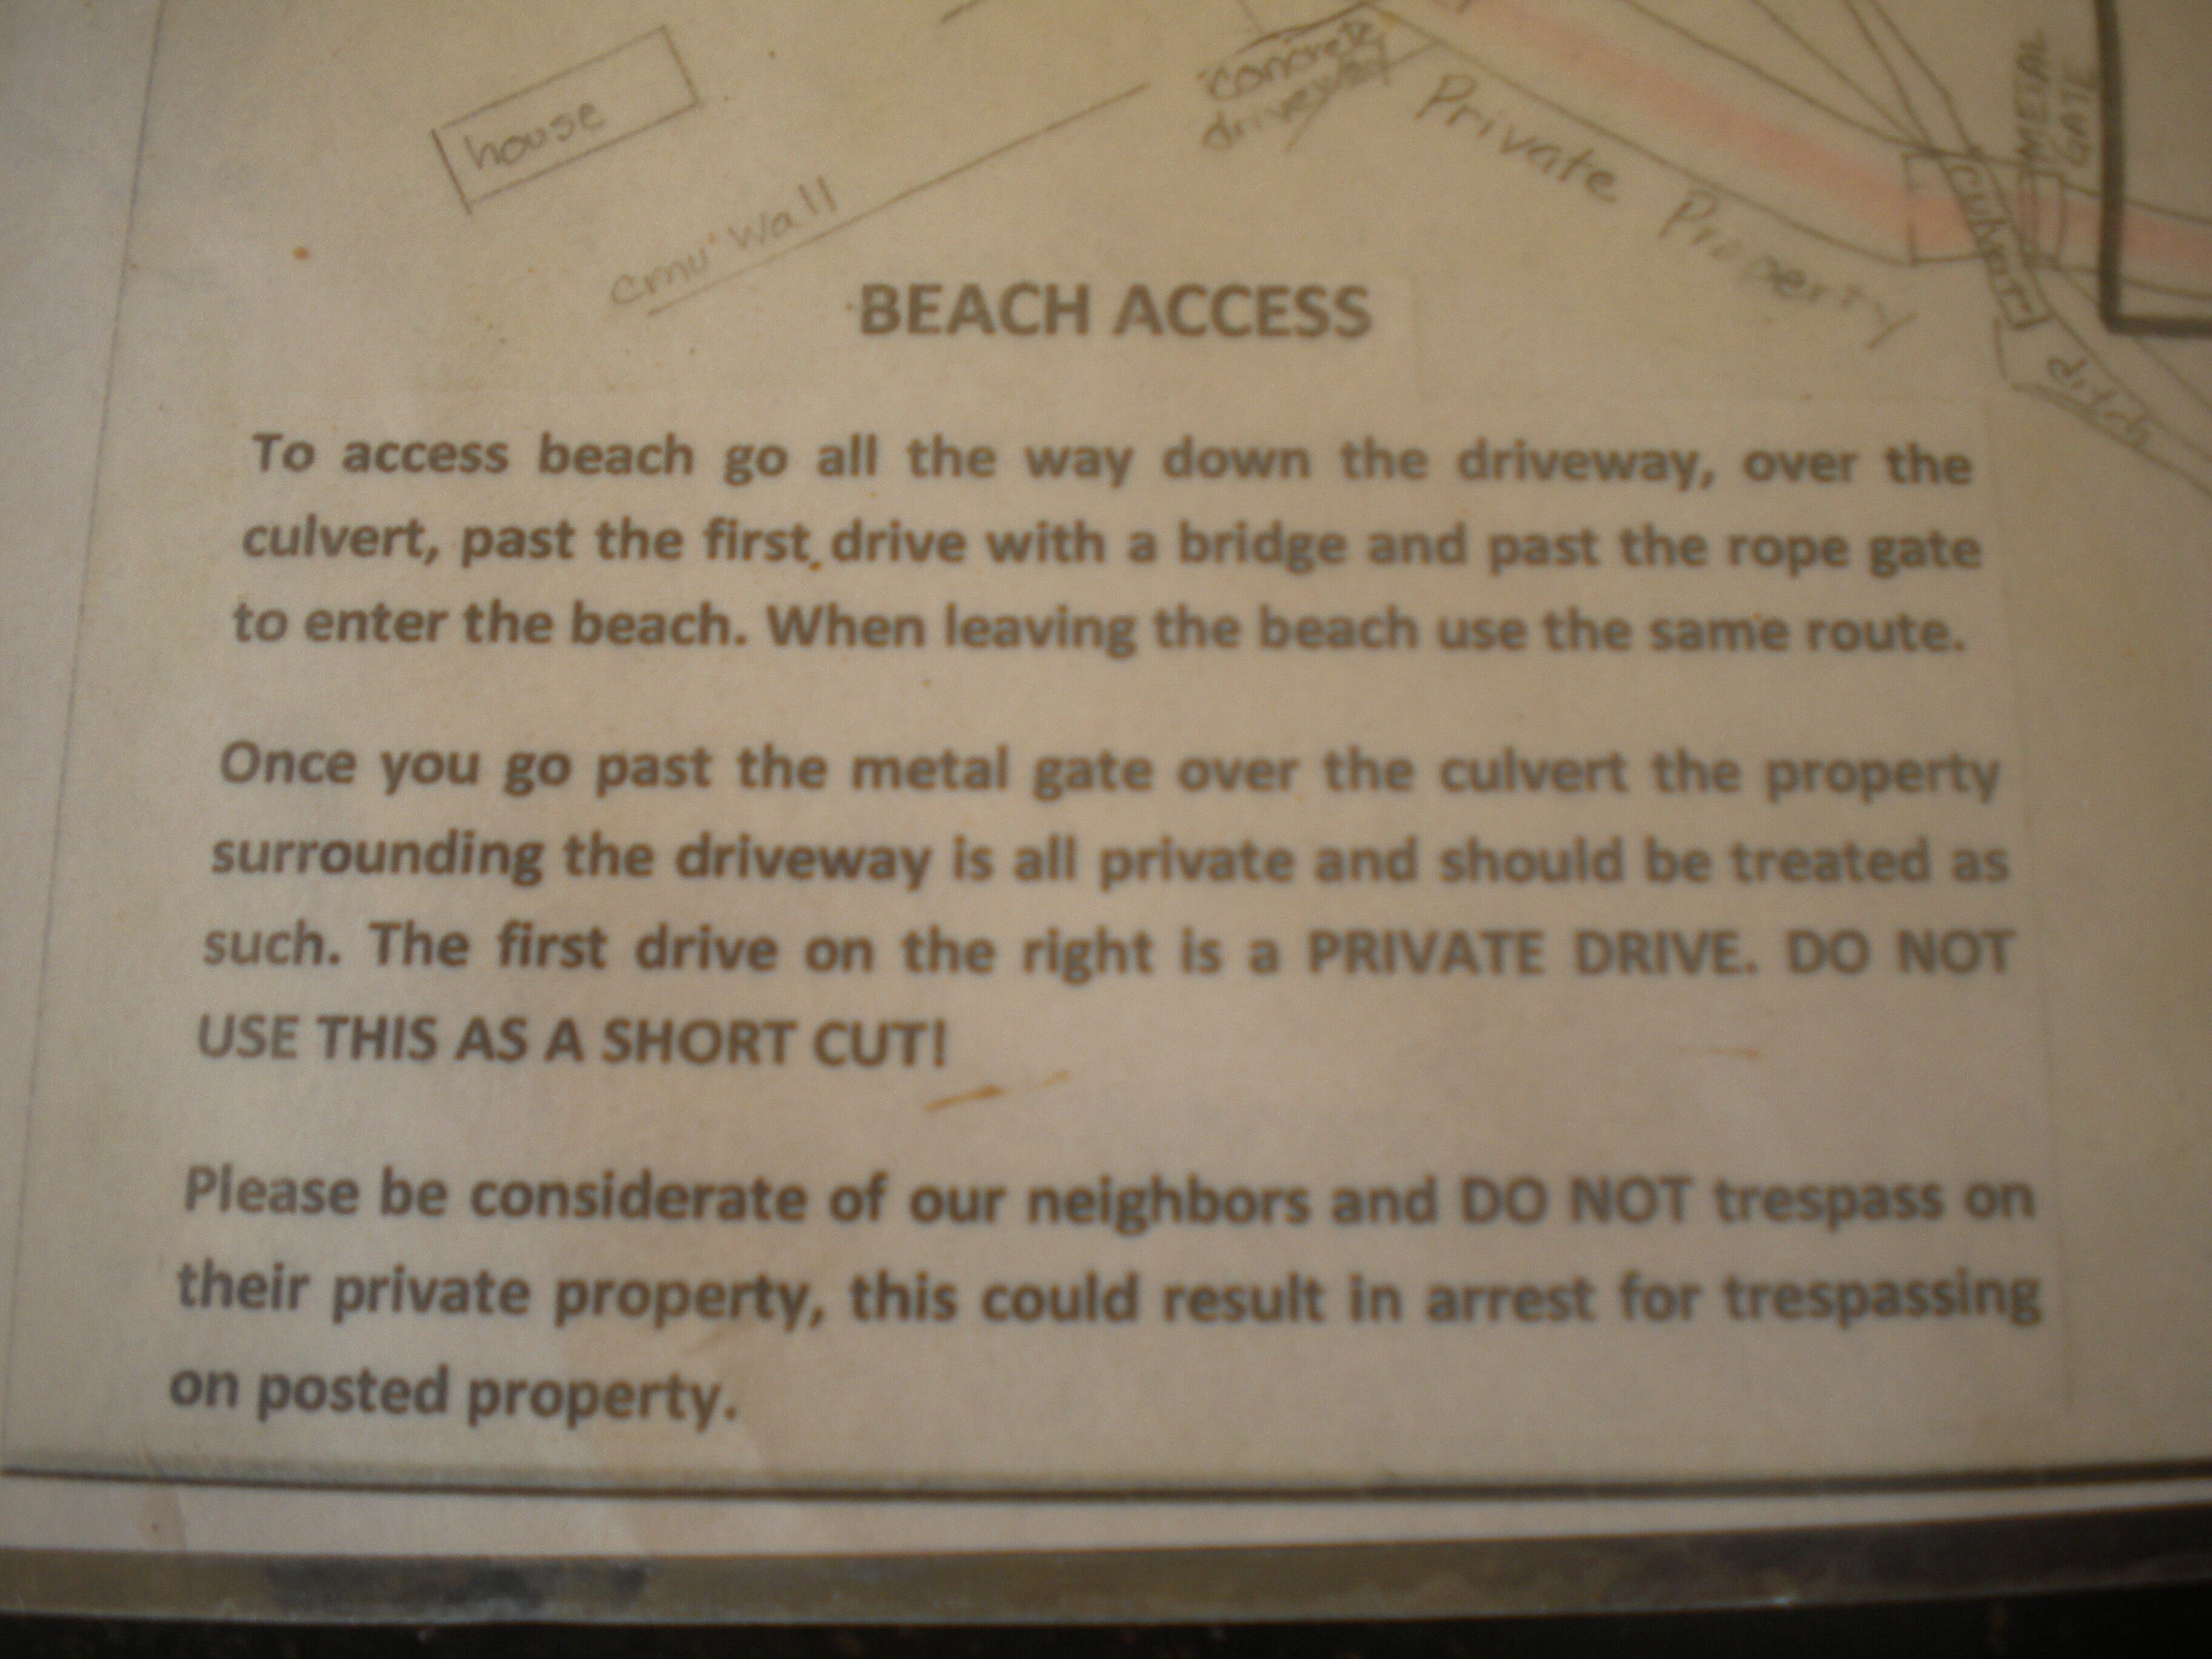 house
concrete
driveway
METAL
GATE
Private Property
culvert
cmu wall
ditch
BEACH ACCESS
To access beach go all the way down the driveway, over the
culvert, past the first drive with a bridge and past the rope gate
to enter the beach. When leaving the beach use the same route.
Once you go past the metal gate over the culvert the property
surrounding the driveway is all private and should be treated as
such. The first drive on the right is a PRIVATE DRIVE. DO NOT
USE THIS AS A SHORT CUT!
Please be considerate of our neighbors and DO NOT trespass on
their private property, this could result in arrest for trespassing
on posted property.